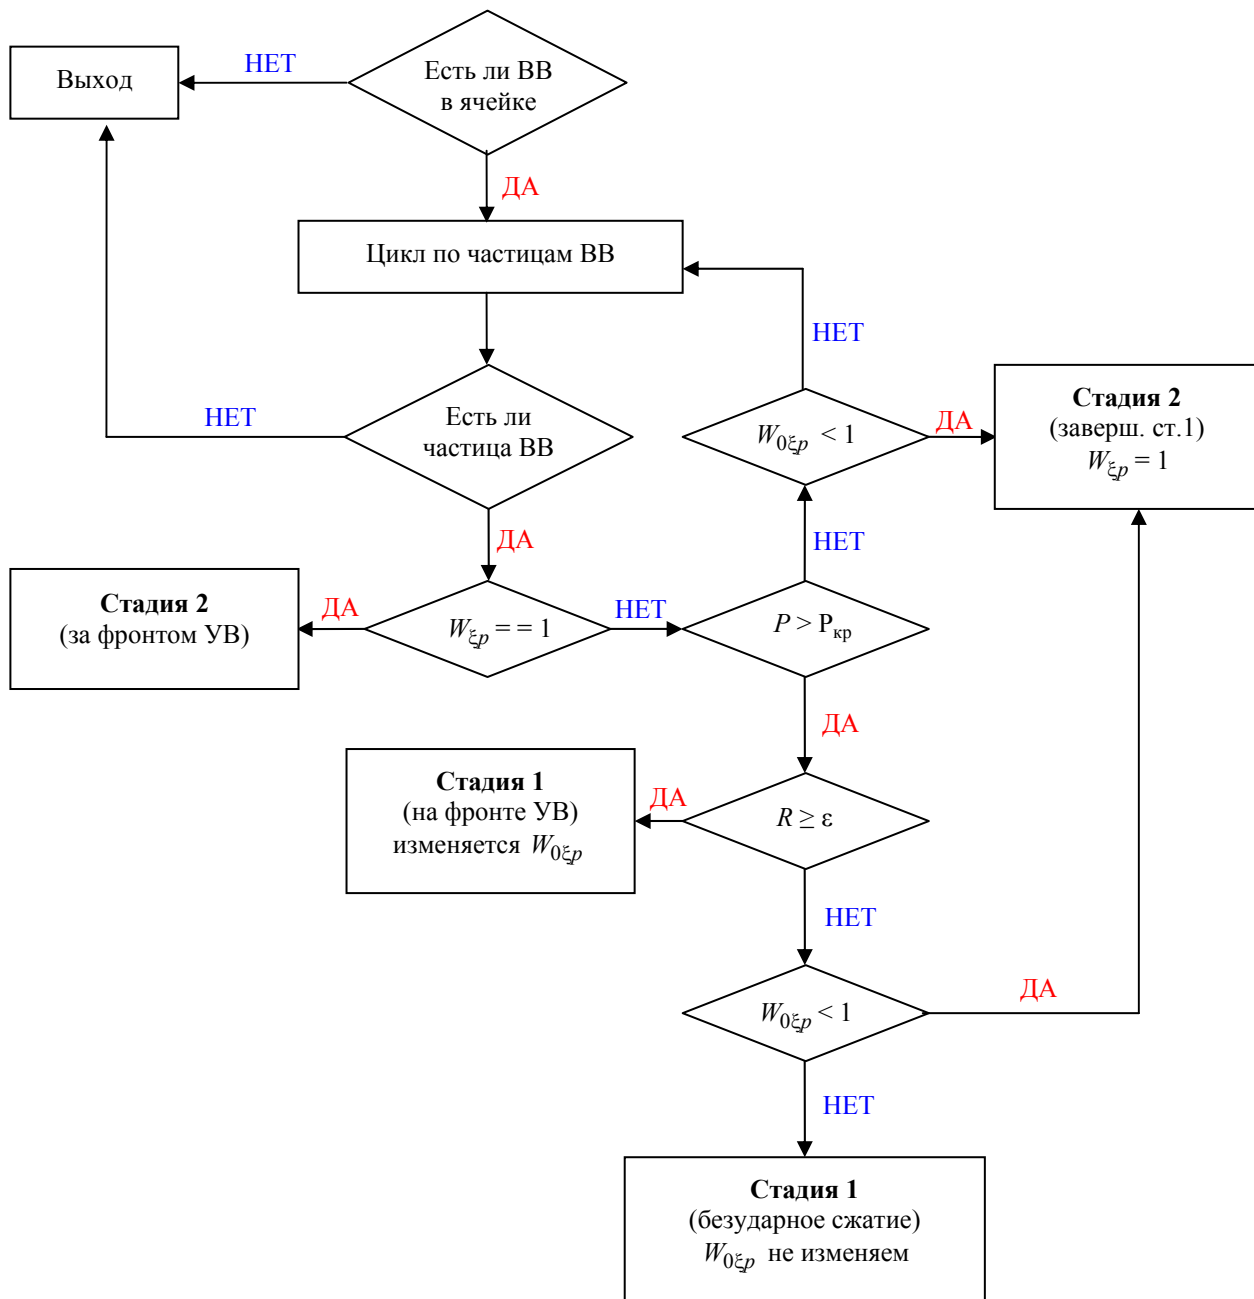 Выход
НЕТ
Есть ли ВВ
в ячейке
ДА
Цикл по частицам ВВ
НЕТ
НЕТ
Есть ли
частица ВВ
W0ξp < 1
ДА
Стадия 2
(заверш. ст.1)
Wξp = 1
ДА
НЕТ
Стадия 2
(за фронтом УВ)
ДА
Wξp = = 1
НЕТ
P > Pкр
ДА
Стадия 1
(на фронте УВ)
изменяется W0ξp
ДА
R ≥ ε
НЕТ
W0ξp < 1
ДА
НЕТ
Стадия 1
(безударное сжатие)
W0ξp не изменяем